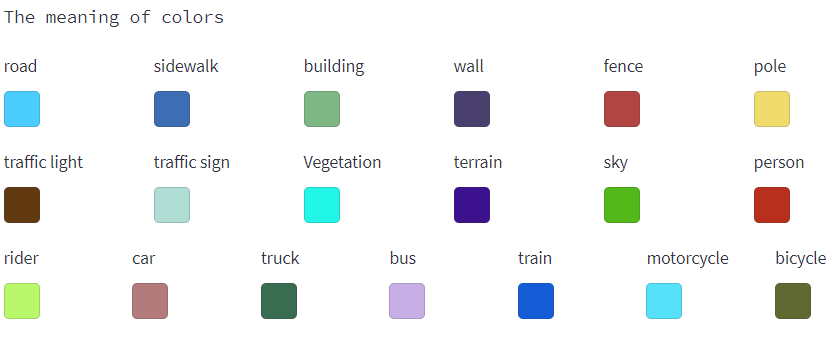 The meaning of colors
road sidewalk building wall fence pole
traffic light traffic sign Vegetation terrain sky person
rider car truck bus train motorcycle bicycle